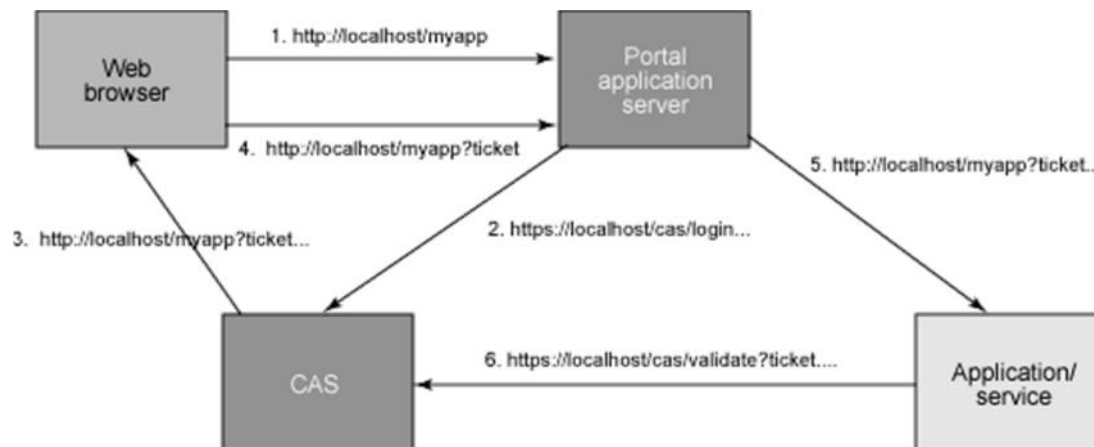 1. http://localhost/myapp
Web
browser
Portal
application
server
4. http://localhost/myapp?ticket
5. http://localhost/myapp?ticket...
3. http://localhost/myapp?ticket...
2. https://localhost/cas/login...
CAS
6. https://localhost/cas/validate?ticket....
Application/
service